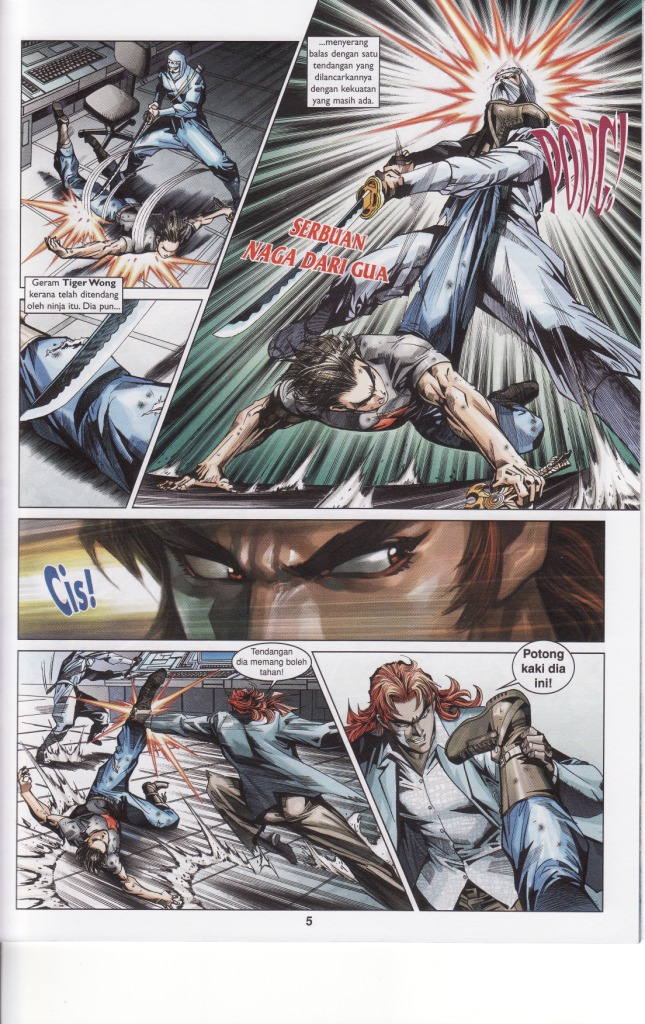 Geram Tiger Wong
kerana telah ditendang
oleh ninja itu. Dia pun...
...menyerang
balas dengan satu
tendangan yang
dilancarkannya
dengan kekuatan
yang masih ada.
PONG!
SERBUAN
NAGA DARI GUA
Cis!
Tendangan
dia memang boleh
tahan!
Potong
kaki dia
ini!
5